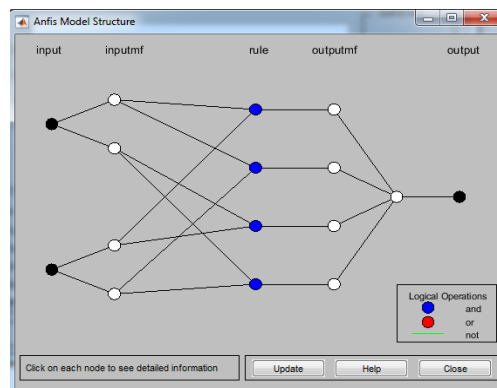 Anfis Model Structure
input inputmf rule outputmf output
Logical Operations
and
or
not
Click on each node to see detailed information
Update Help Close